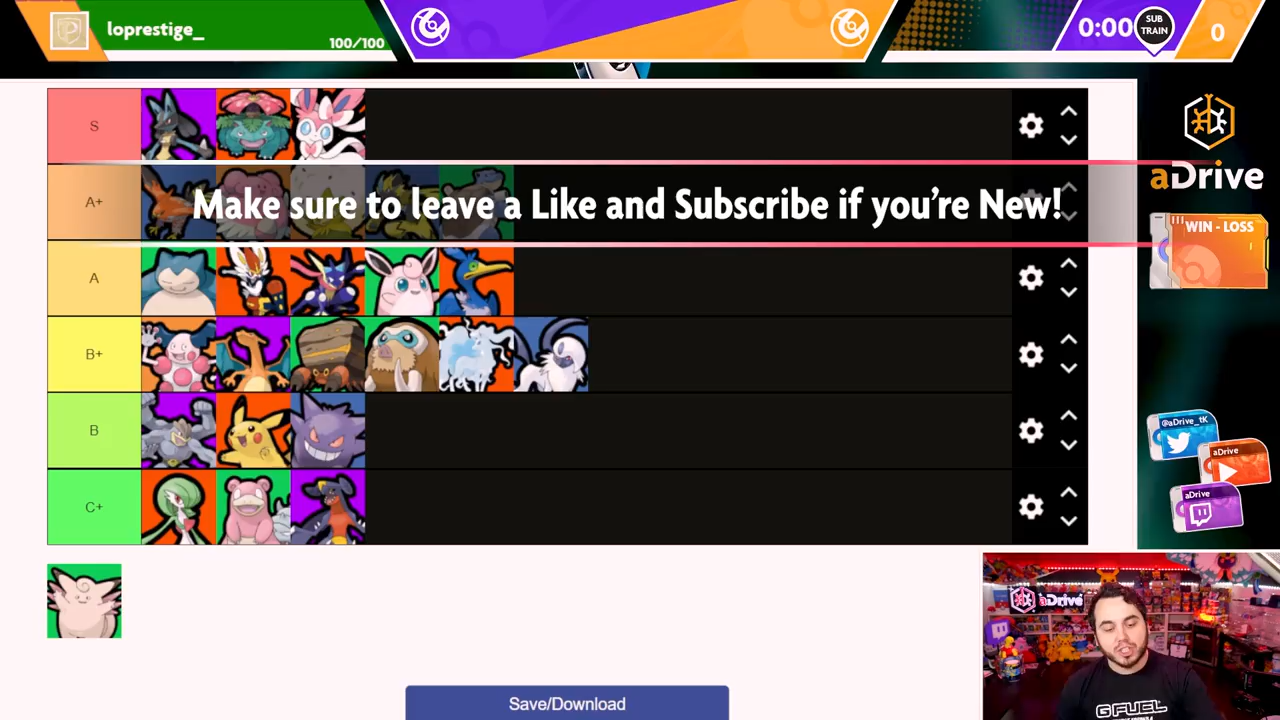 loprestige_
100/100
0:00
SUB
TRAIN
0
S
A+
Make sure to leave a Like and Subscribe if you're New!
A
B+
B
C+
aDrive
WIN - LOSS
@aDrive_tK
aDrive
aDrive
aDrive
G FUEL
Save/Download